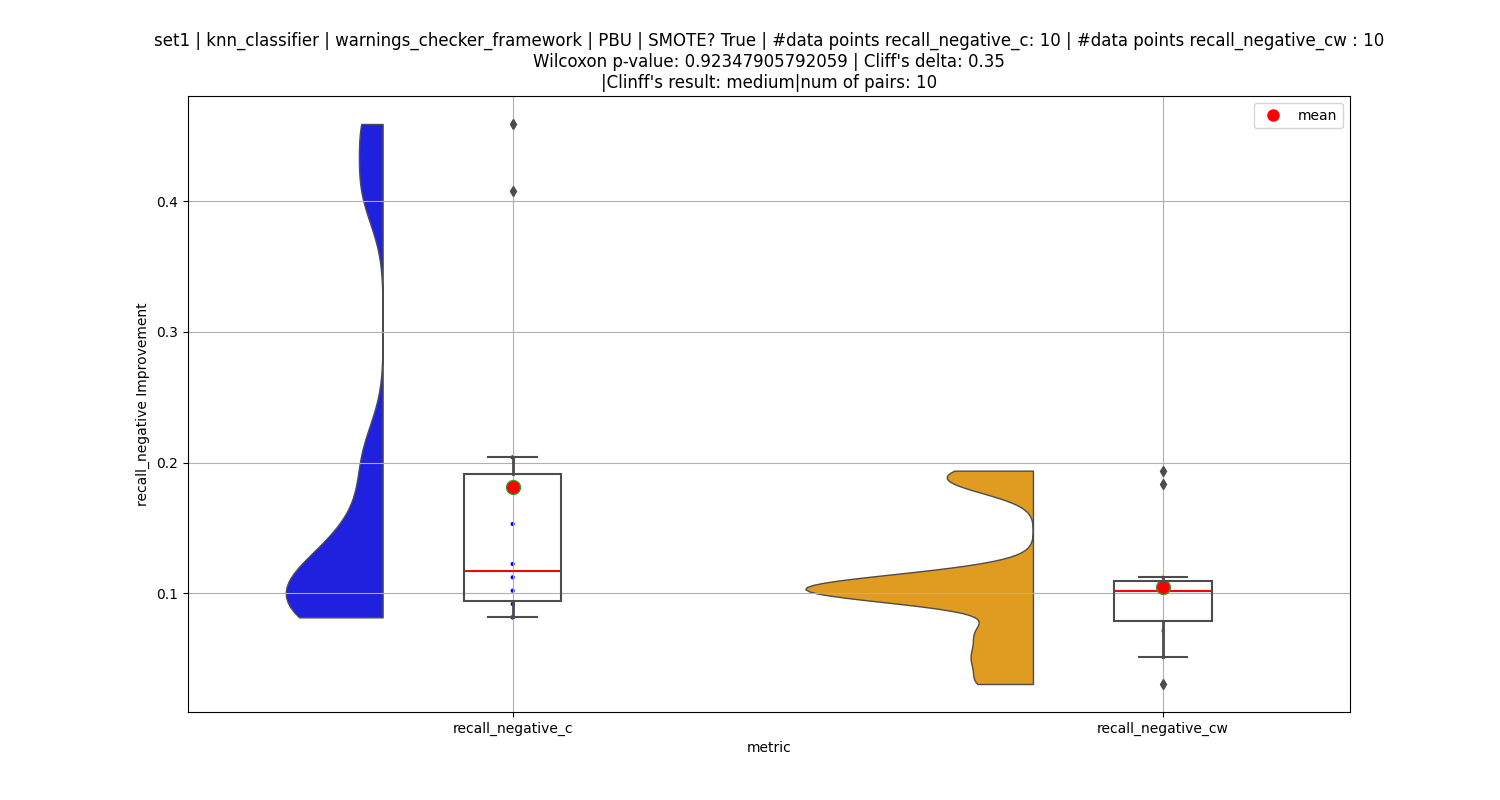 set1 | knn_classifier | warnings_checker_framework | PBU | SMOTE? True | #data points recall_negative_c: 10 | #data points recall_negative_cw : 10
Wilcoxon p-value: 0.92347905792059 | Cliff's delta: 0.35
|Clinff's result: medium|num of pairs: 10
mean
recall_negative Improvement
0.4
0.3
0.2
0.1
recall_negative_c
recall_negative_cw
metric